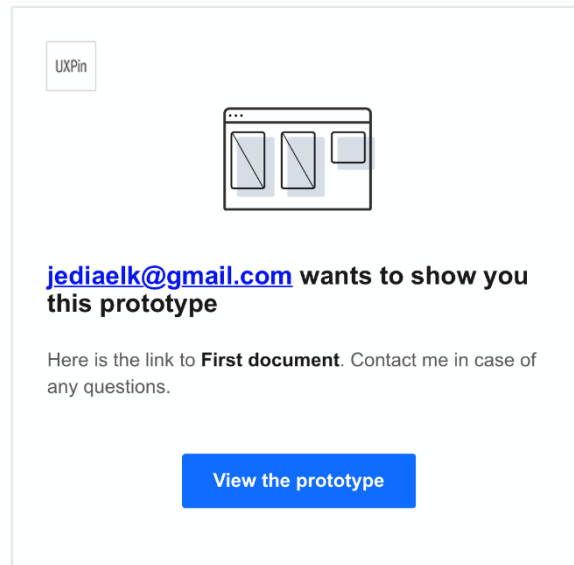 UXPin
jediaelk@gmail.com wants to show you
this prototype
Here is the link to First document. Contact me in case of
any questions.
View the prototype